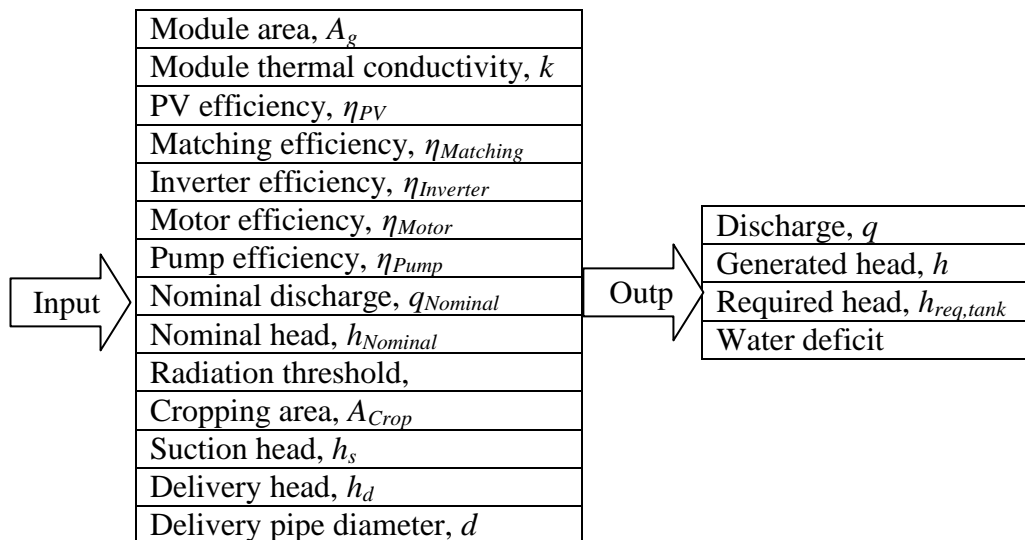 Input
Module area, A_g
Module thermal conductivity, k
PV efficiency, η_PV
Matching efficiency, η_Matching
Inverter efficiency, η_Inverter
Motor efficiency, η_Motor
Pump efficiency, η_Pump
Nominal discharge, q_Nominal
Nominal head, h_Nominal
Radiation threshold,
Cropping area, A_Crop
Suction head, h_s
Delivery head, h_d
Delivery pipe diameter, d
Outp
Discharge, q
Generated head, h
Required head, h_req,tank
Water deficit